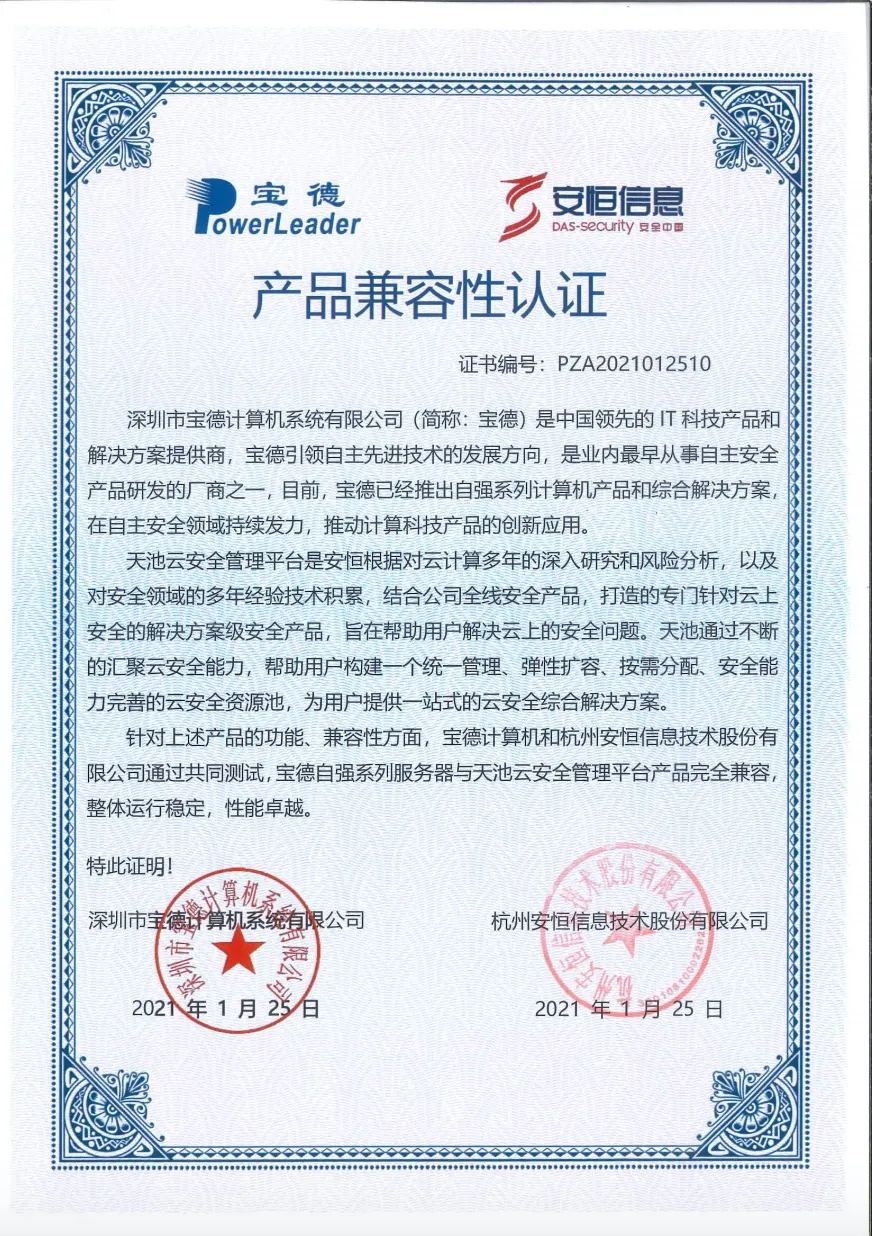 宝德
PowerLeader
安恒信息
DAS-security 安全中国
产品兼容性认证
证书编号：PZA2021012510
深圳市宝德计算机系统有限公司（简称：宝德）是中国领先的 IT 科技产品和
解决方案提供商，宝德引领自主先进技术的发展方向，是业内最早从事自主安全
产品研发的厂商之一，目前，宝德已经推出自强系列计算机产品和综合解决方案，
在自主安全领域持续发力，推动计算科技产品的创新应用。
天池云安全管理平台是安恒根据对云计算多年的深入研究和风险分析，以及
对安全领域的多年经验技术积累，结合公司全线安全产品，打造的专门针对云上
安全的解决方案级安全产品，旨在帮助用户解决云上的安全问题。天池通过不断
的汇聚云安全能力，帮助用户构建一个统一管理、弹性扩容、按需分配、安全能
力完善的云安全资源池，为用户提供一站式的云安全综合解决方案。
针对上述产品的功能、兼容性方面，宝德计算机和杭州安恒信息技术股份有
限公司通过共同测试，宝德自强系列服务器与天池云安全管理平台产品完全兼容，
整体运行稳定，性能卓越。
特此证明！
深圳市宝德计算机系统有限公司
杭州安恒信息技术股份有限公司
2021 年 1 月 25 日
2021 年 1 月 25 日
深圳市宝德计算机系统有限公司
杭州安恒信息技术股份有限公司